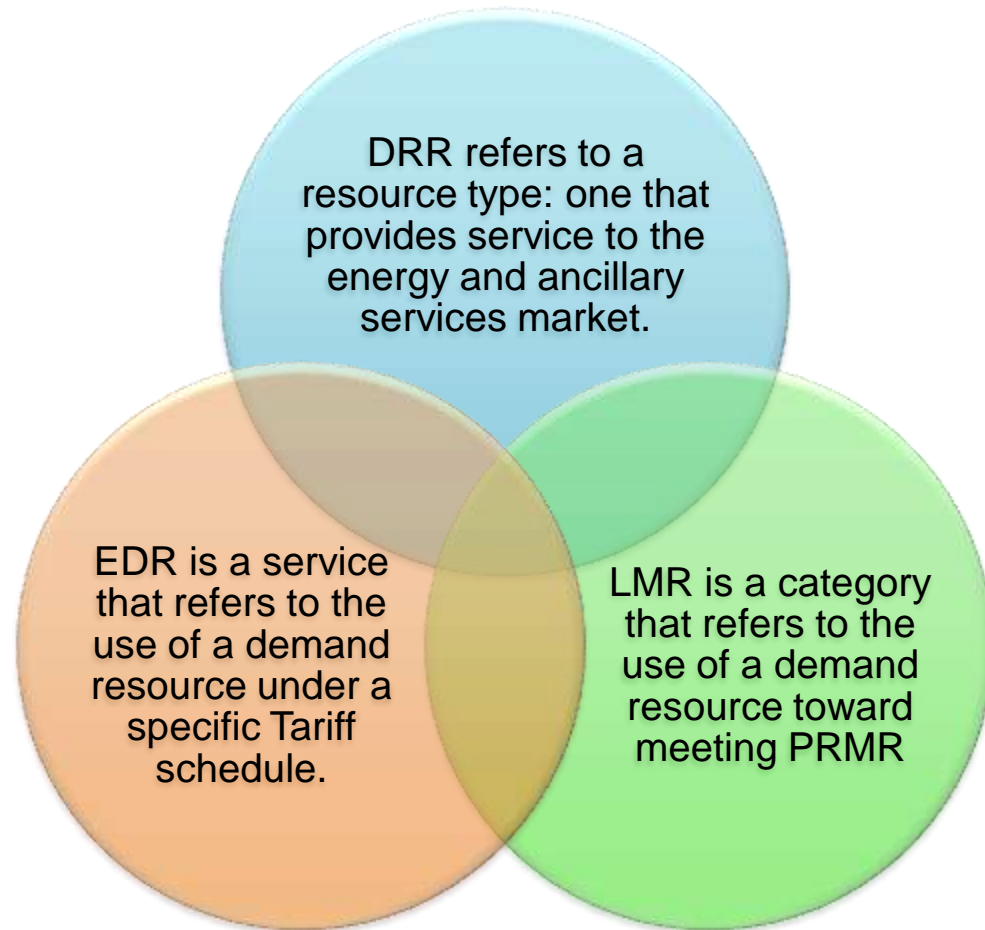 DRR refers to a
resource type: one that
provides service to the
energy and ancillary
services market.
EDR is a service
that refers to the
use of a demand
resource under a
specific Tariff
schedule.
LMR is a category
that refers to the
use of a demand
resource toward
meeting PRMR